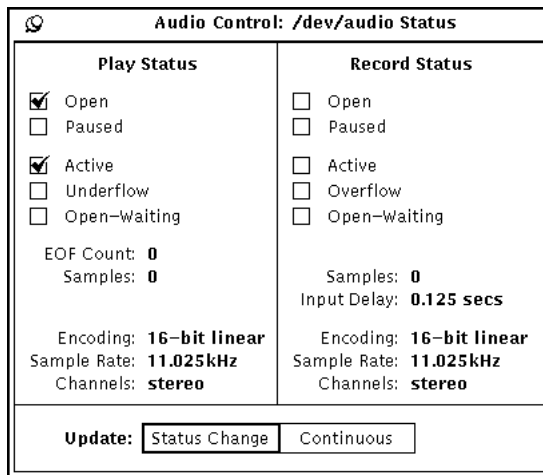 Audio Control: /dev/audio Status
Play Status
Open
Paused
Active
Underflow
Open-Waiting
EOF Count: 0
Samples: 0
Encoding: 16-bit linear
Sample Rate: 11.025kHz
Channels: stereo
Record Status
Open
Paused
Active
Overflow
Open-Waiting
Samples: 0
Input Delay: 0.125 secs
Encoding: 16-bit linear
Sample Rate: 11.025kHz
Channels: stereo
Update: Status Change Continuous